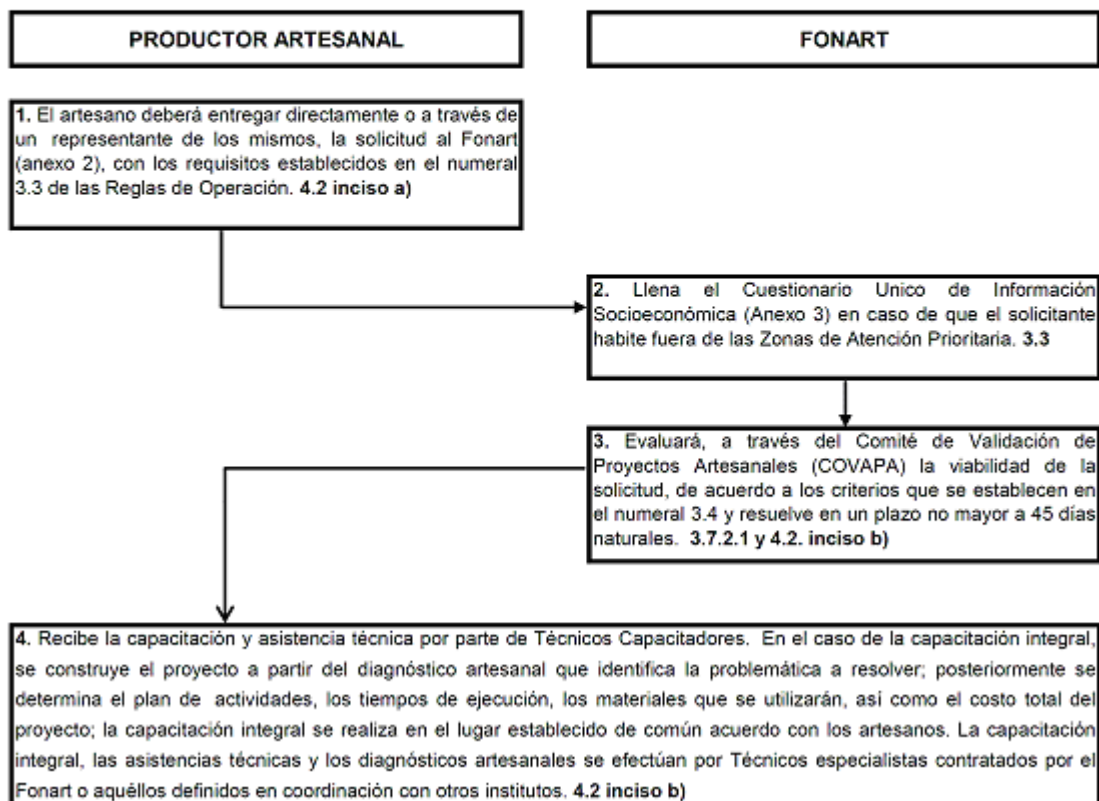 PRODUCTOR ARTESANAL
FONART
1. El artesano deberá entregar directamente o a través de
un representante de los mismos, la solicitud al Fonart
(anexo 2), con los requisitos establecidos en el numeral
3.3 de las Reglas de Operación. 4.2 inciso a)
2. Llena el Cuestionario Unico de Información
Socioeconómica (Anexo 3) en caso de que el solicitante
habite fuera de las Zonas de Atención Prioritaria. 3.3
3. Evaluará, a través del Comité de Validación de
Proyectos Artesanales (COVAPA) la viabilidad de la
solicitud, de acuerdo a los criterios que se establecen en
el numeral 3.4 y resuelve en un plazo no mayor a 45 días
naturales. 3.7.2.1 y 4.2. inciso b)
4. Recibe la capacitación y asistencia técnica por parte de Técnicos Capacitadores. En el caso de la capacitación integral,
se construye el proyecto a partir del diagnóstico artesanal que identifica la problemática a resolver; posteriormente se
determina el plan de actividades, los tiempos de ejecución, los materiales que se utilizarán, así como el costo total del
proyecto; la capacitación integral se realiza en el lugar establecido de común acuerdo con los artesanos. La capacitación
integral, las asistencias técnicas y los diagnósticos artesanales se efectúan por Técnicos especialistas contratados por el
Fonart o aquéllos definidos en coordinación con otros institutos. 4.2 inciso b)